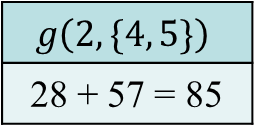 g(2, {4, 5})
28 + 57 = 85